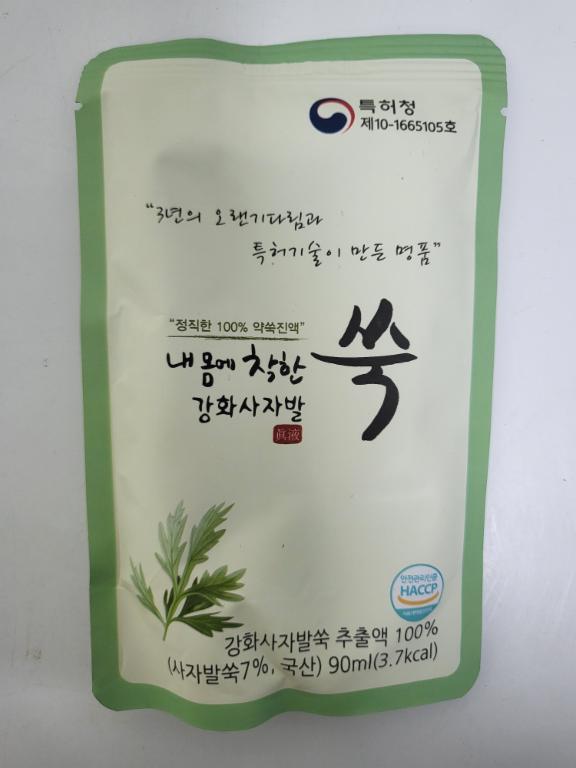 특허청
제10-1665105호
“3년의 오랜기다림과
특허기술이 만든 명품”
“정직한 100% 약쑥진액”
내 몸에 착한
강화사자발
쑥
眞液
안전관리인증
HACCP
강화사자발쑥 추출액 100%
(사자발쑥7%, 국산) 90ml(3.7kcal)